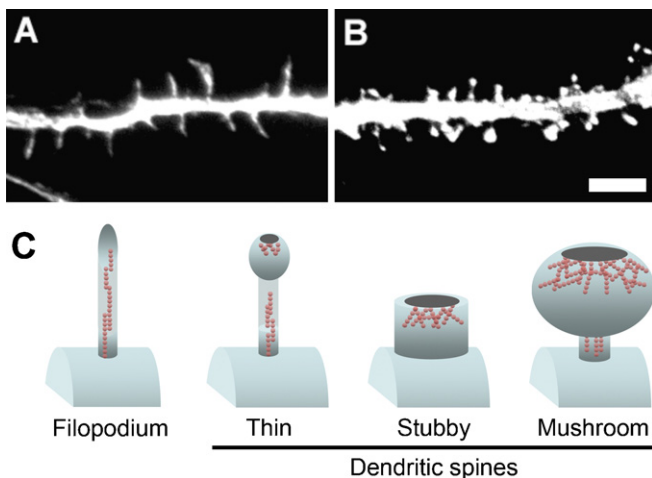 A
B
C
Filopodium
Thin
Stubby
Mushroom
Dendritic spines